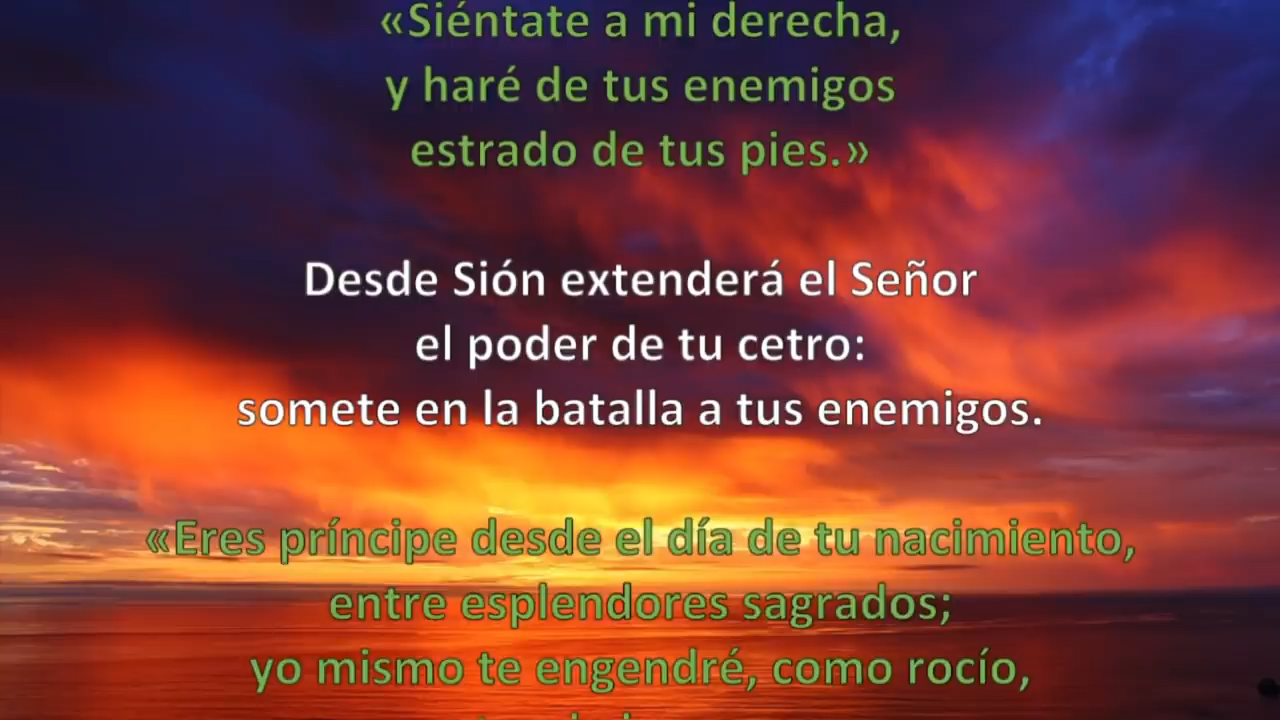 «Siéntate a mi derecha,
y haré de tus enemigos
estrado de tus pies.»
Desde Sión extenderá el Señor
el poder de tu cetro:
somete en la batalla a tus enemigos.
«Eres príncipe desde el día de tu nacimiento,
entre esplendores sagrados;
yo mismo te engendré, como rocío,